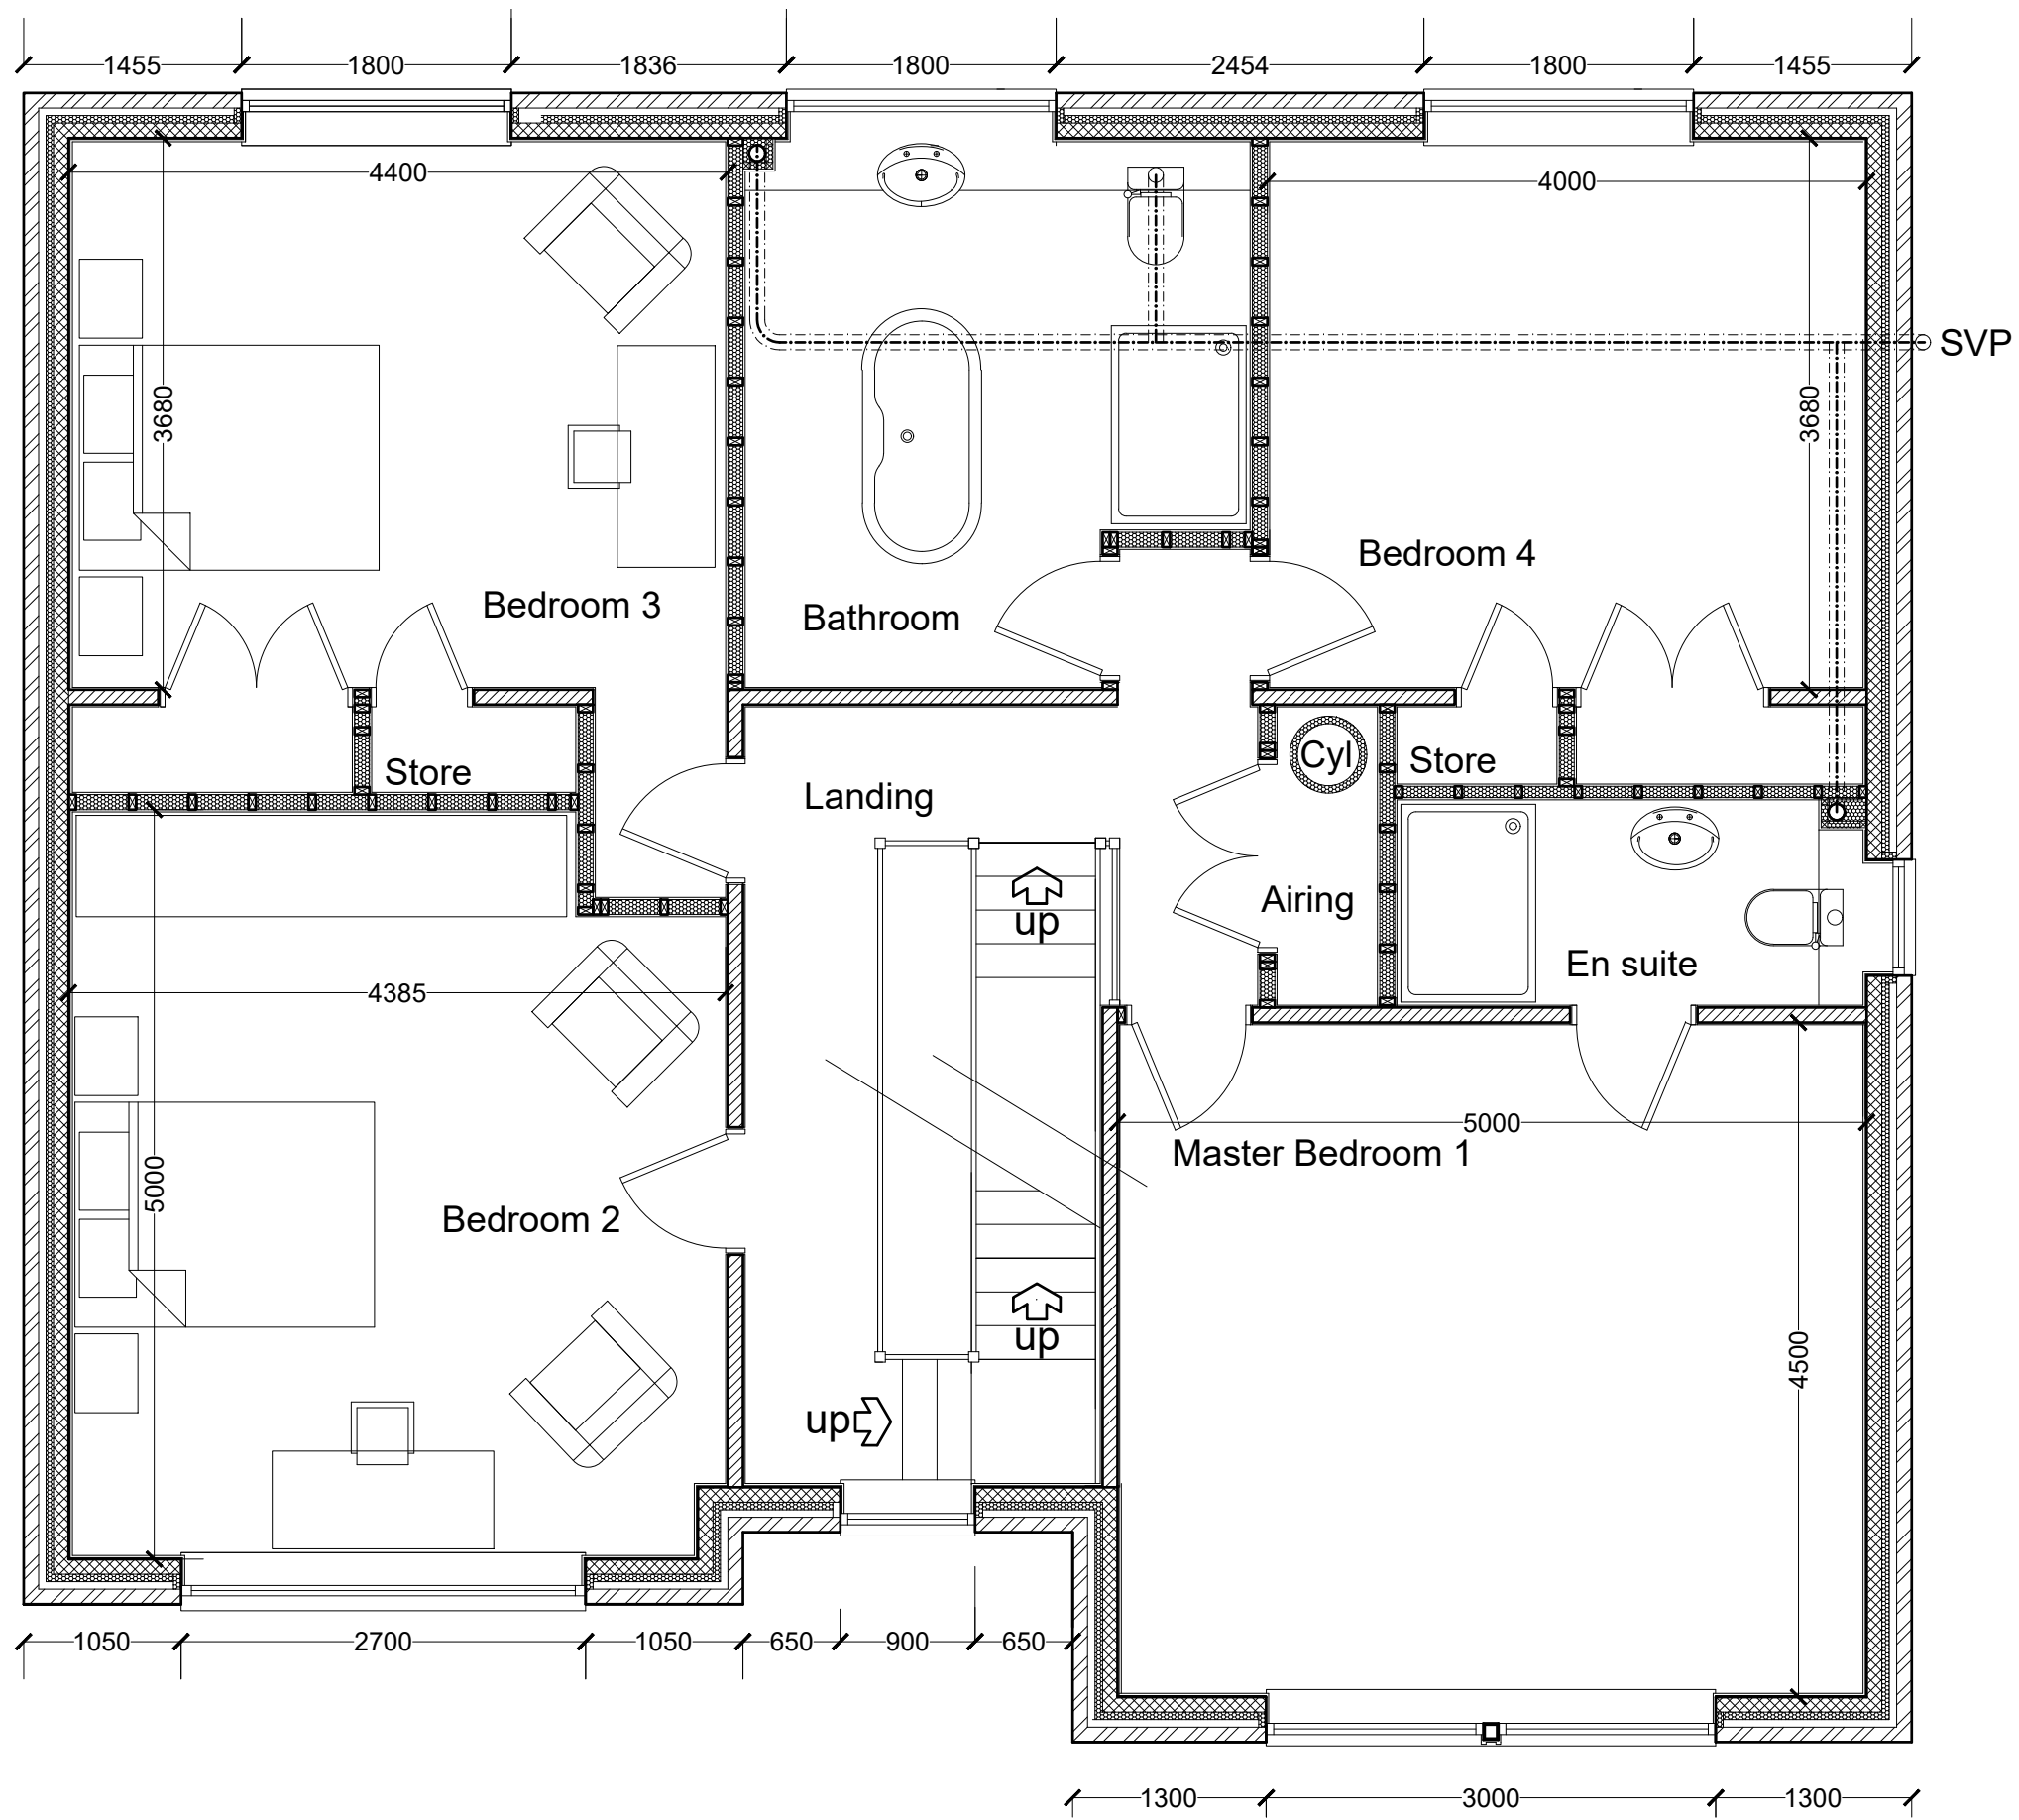 1455 1800 1836 1800 2454 1800 1455
4400
4000
SVP
3680
3680
Bedroom 4
Bedroom 3
Bathroom
Cyl
Store
Store
Landing
Airing
up
En suite
4385
5000
Master Bedroom 1
5000
Bedroom 2
up
4500
up
1050 2700 1050 650 900 650
1300 3000 1300